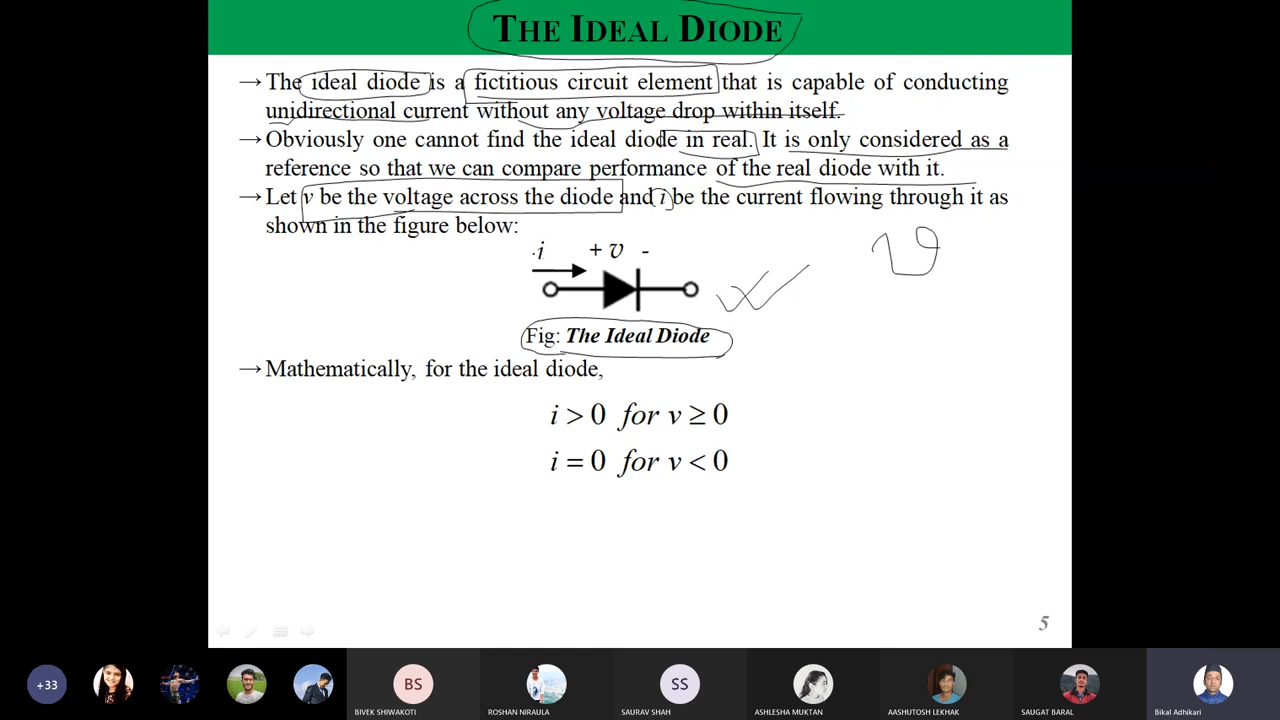 THE IDEAL DIODE
→ The ideal diode is a fictitious circuit element that is capable of conducting
unidirectional current without any voltage drop within itself.
→ Obviously one cannot find the ideal diode in real. It is only considered as a
reference so that we can compare performance of the real diode with it.
→ Let v be the voltage across the diode and i be the current flowing through it as
shown in the figure below:
i + v -
Fig: The Ideal Diode
→ Mathematically, for the ideal diode,
i > 0 for v ≥ 0
i = 0 for v < 0
5
+33
BS
SS
BIVEK SHIWAKOTI
ROSHAN NIRAULA
SAURAV SHAH
ASHLESHA MUKTAN
AASHUTOSH LEKHAK
SAUGAT BARAL
Bikal Adhikari